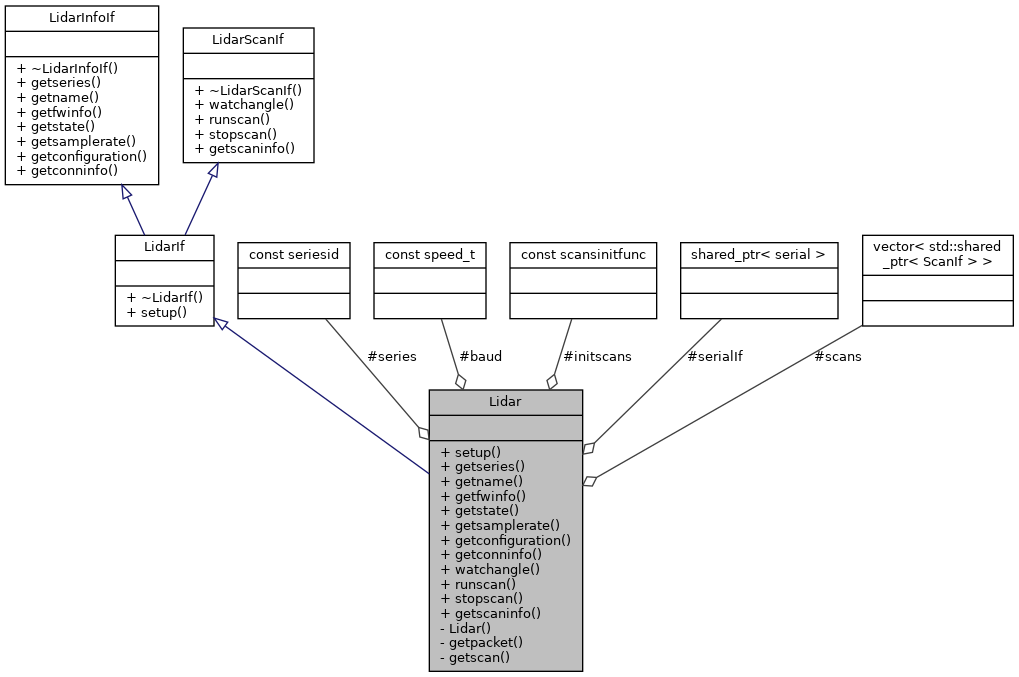 LidarInfoIf
+ ~LidarInfoIf()
+ getseries()
+ getname()
+ getfwinfo()
+ getstate()
+ getsamplerate()
+ getconfiguration()
+ getconninfo()
LidarScanIf
+ ~LidarScanIf()
+ watchangle()
+ runscan()
+ stopscan()
+ getscaninfo()
LidarIf
+ ~LidarIf()
+ setup()
const seriesid
const speed_t
const scansinitfunc
shared_ptr< serial >
vector< std::shared
_ptr< ScanIf > >
#series
#baud
#initscans
#serialIf
#scans
Lidar
+ setup()
+ getseries()
+ getname()
+ getfwinfo()
+ getstate()
+ getsamplerate()
+ getconfiguration()
+ getconninfo()
+ watchangle()
+ runscan()
+ stopscan()
+ getscaninfo()
- Lidar()
- getpacket()
- getscan()